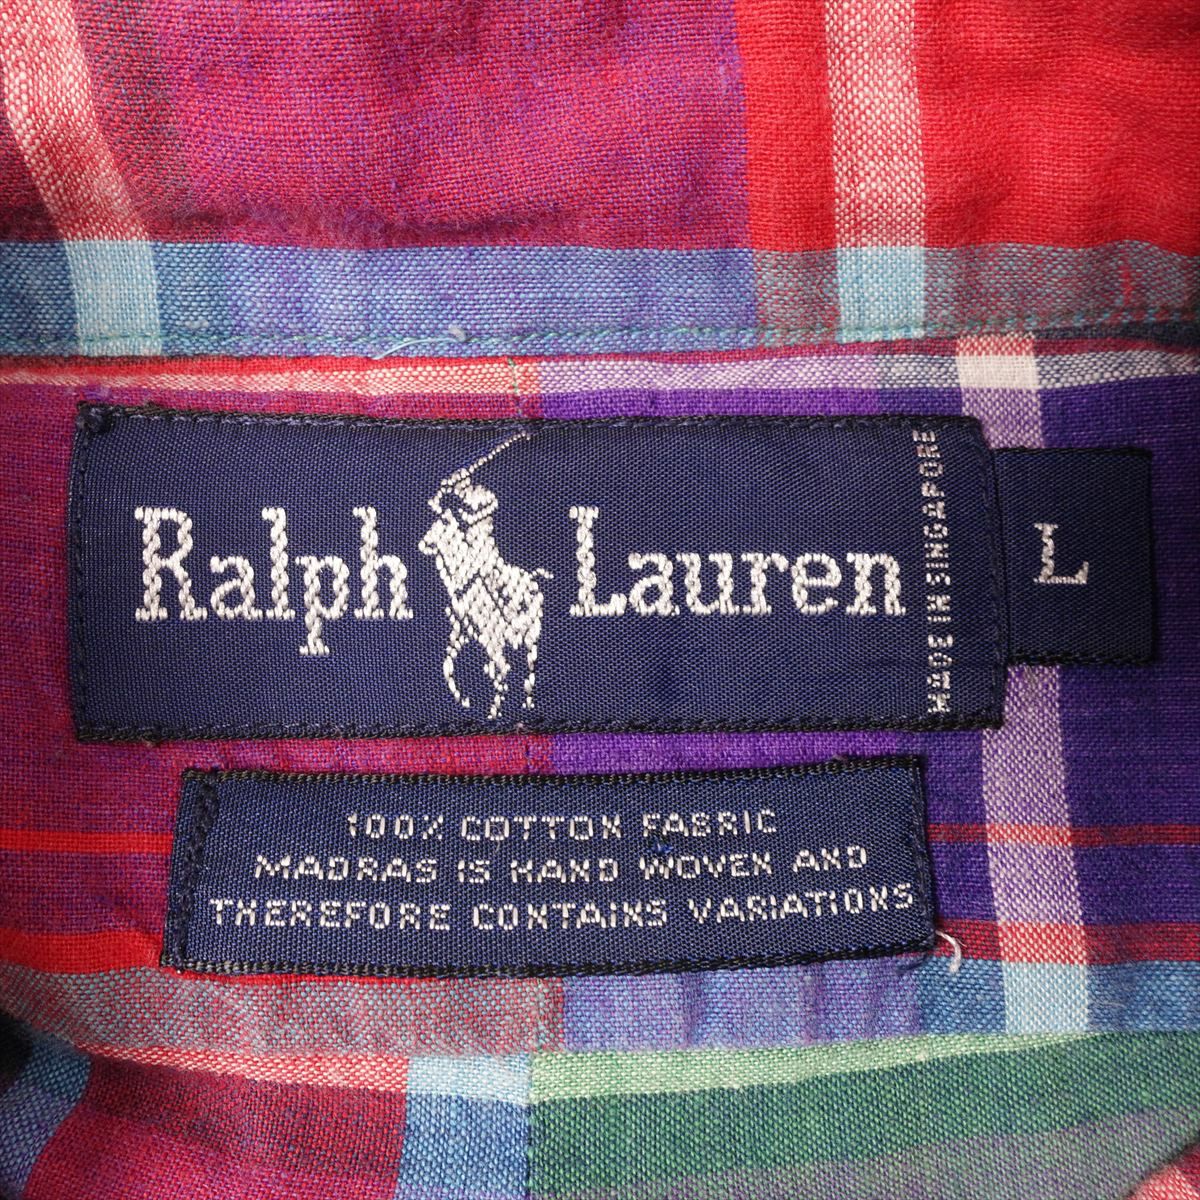 Ralph Lauren
MADE IN SINGAPORE
L
100% COTTON FABRIC
MADRAS IS HAND WOVEN AND
THEREFORE CONTAINS VARIATIONS